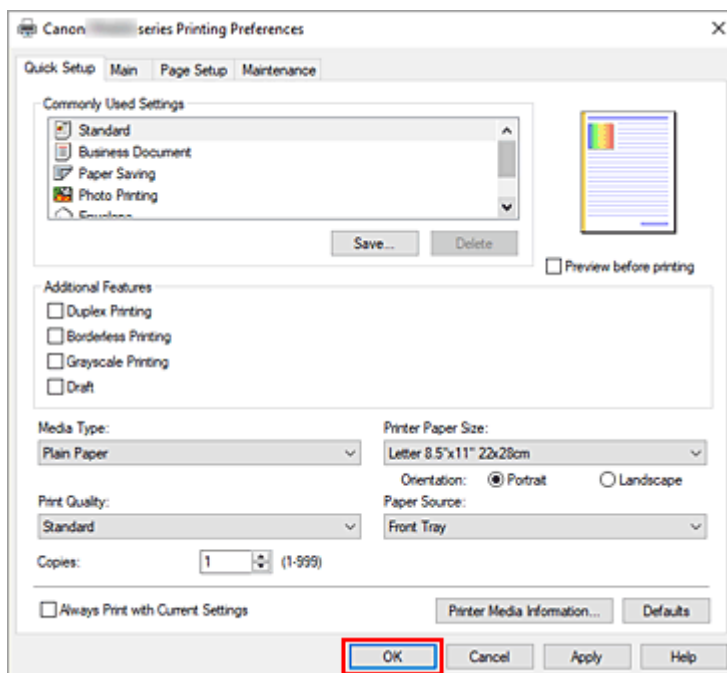 Canon series Printing Preferences
Quick Setup Main Page Setup Maintenance
Commonly Used Settings
Standard
Business Document
Paper Saving
Photo Printing
Envelope
Save... Delete
Preview before printing
Additional Features
Duplex Printing
Borderless Printing
Grayscale Printing
Draft
Media Type: Printer Paper Size:
Plain Paper Letter 8.5"x11" 22x28cm
Orientation: Portrait Landscape
Print Quality: Paper Source:
Standard Front Tray
Copies: 1 (1-999)
Always Print with Current Settings Printer Media Information... Defaults
OK Cancel Apply Help